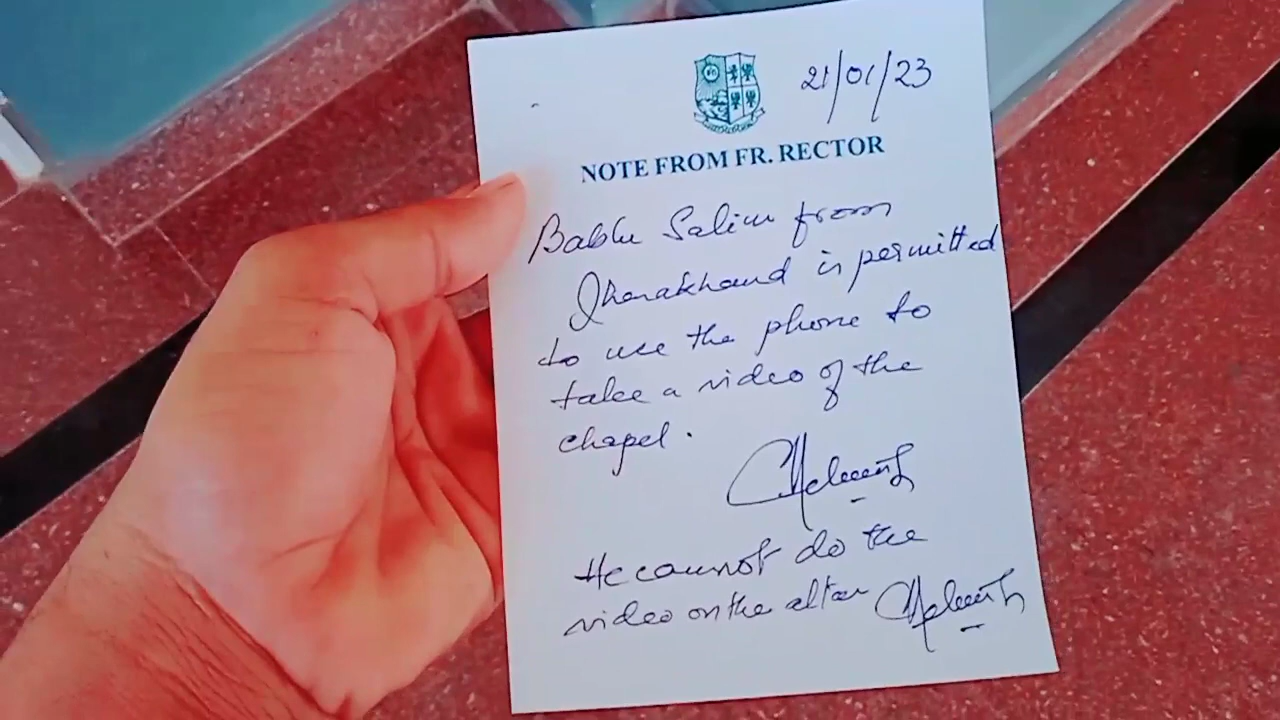 21/01/23
NOTE FROM FR. RECTOR
Bablu Salim from
Jharakhand is permitted
to use the phone to
take a video of the
chapel.
He cannot do the
video on the altar